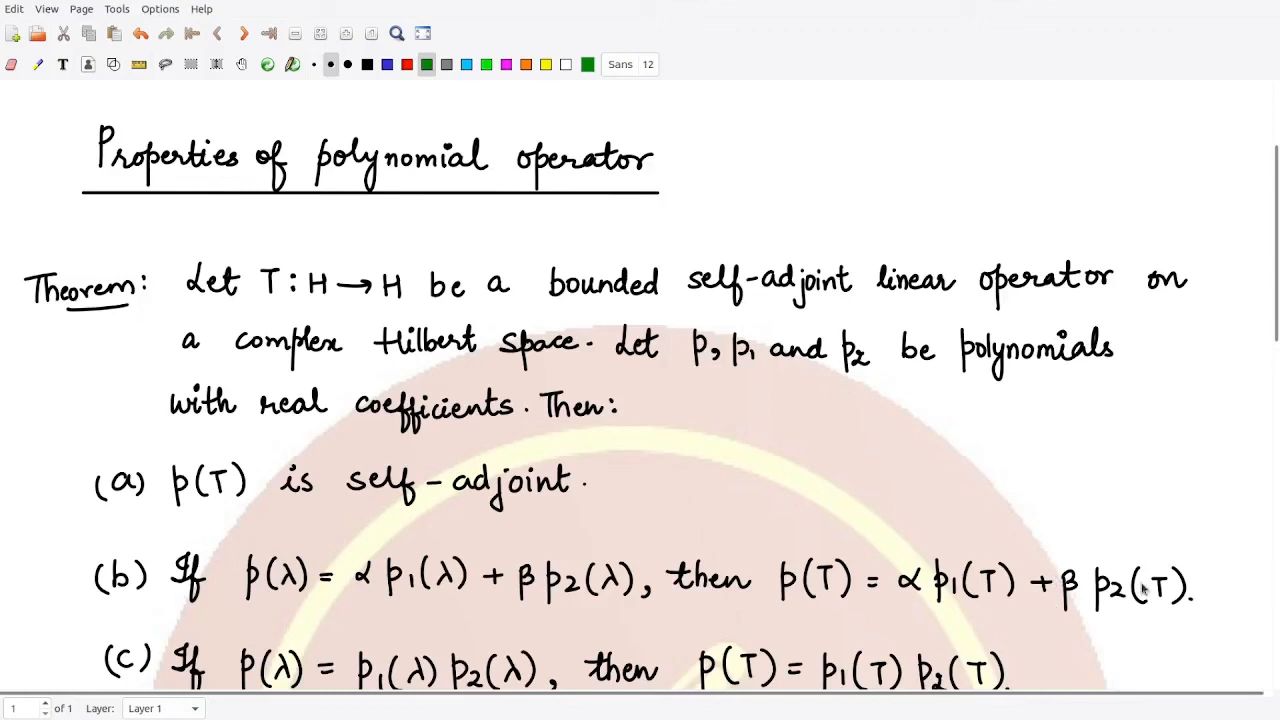 Edit View Page Tools Options Help
Sans 12
Properties of polynomial operator
Theorem: Let T : H → H be a bounded self-adjoint linear operator on
a complex Hilbert space. Let p, p₁ and p₂ be polynomials
with real coefficients. Then:
(a) p(T) is self-adjoint.
(b) If p(λ) = α p₁(λ) + β p₂(λ), then p(T) = α p₁(T) + β p₂(T).
(c) If p(λ) = p₁(λ) p₂(λ), then p(T) = p₁(T) p₂(T).
1 of 1 Layer: Layer 1